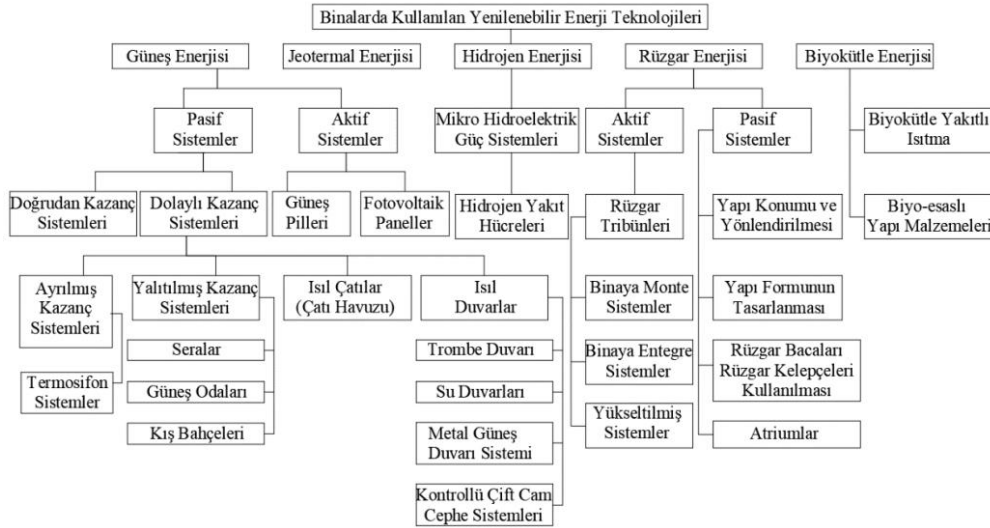 Binalarda Kullanılan Yenilenebilir Enerji Teknolojileri
Güneş Enerjisi
Jeotermal Enerjisi
Hidrojen Enerjisi
Rüzgar Enerjisi
Biyokütle Enerjisi
Pasif
Sistemler
Aktif
Sistemler
Mikro Hidroelektrik
Güç Sistemleri
Aktif
Sistemler
Pasif
Sistemler
Biyokütle Yakıtlı
Isıtma
Doğrudan Kazanç
Sistemleri
Dolaylı Kazanç
Sistemleri
Güneş
Pilleri
Fotovoltaik
Paneller
Hidrojen Yakıt
Hücreleri
Rüzgar
Tribünleri
Yapı Konumu ve
Yönlendirilmesi
Biyo-esaslı
Yapı Malzemeleri
Ayrılmış
Kazanç
Sistemleri
Yalıtılmış Kazanç
Sistemleri
Isıl Çatılar
(Çatı Havuzu)
Isıl
Duvarlar
Binaya Monte
Sistemler
Yapı Formunun
Tasarlanması
Seralar
Trombe Duvarı
Binaya Entegre
Sistemler
Rüzgar Bacaları
Rüzgar Kelepçeleri
Kullanılması
Termosifon
Sistemler
Güneş Odaları
Su Duvarları
Yükseltilmiş
Sistemler
Kış Bahçeleri
Metal Güneş
Duvarı Sistemi
Atriumlar
Kontrollü Çift Cam
Cephe Sistemleri